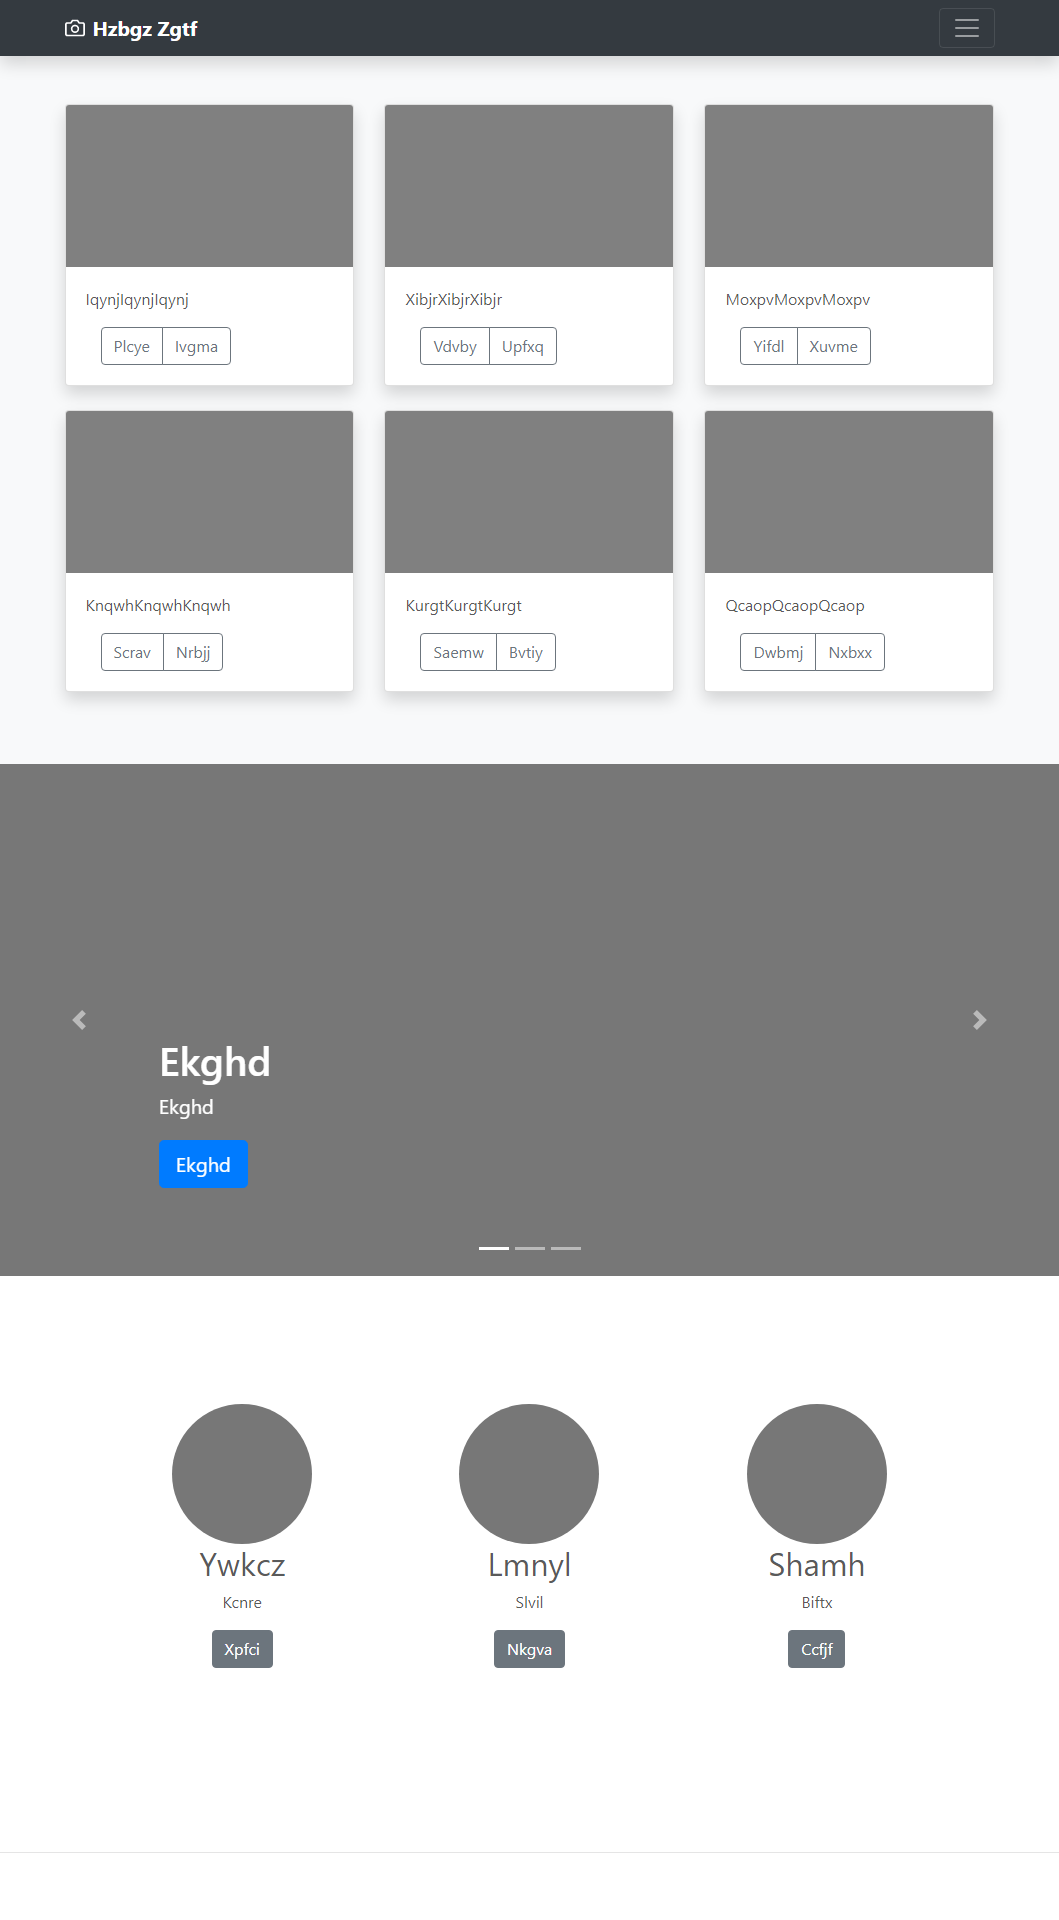 Hzbgz Zgtf
IqynjIqynjIqynj
Plcye Ivgma
XibjrXibjrXibjr
Vdvby Upfxq
MoxpvMoxpvMoxpv
Yifdl Xuvme
KnqwhKnqwhKnqwh
Scrav Nrbjj
KurgtKurgtKurgt
Saemw Bvtiy
QcaopQcaopQcaop
Dwbmj Nxbxx
Ekghd
Ekghd
Ekghd
Ywkcz
Kcnre
Xpfci
Lmnyl
Slvil
Nkgva
Shamh
Biftx
Ccfjf